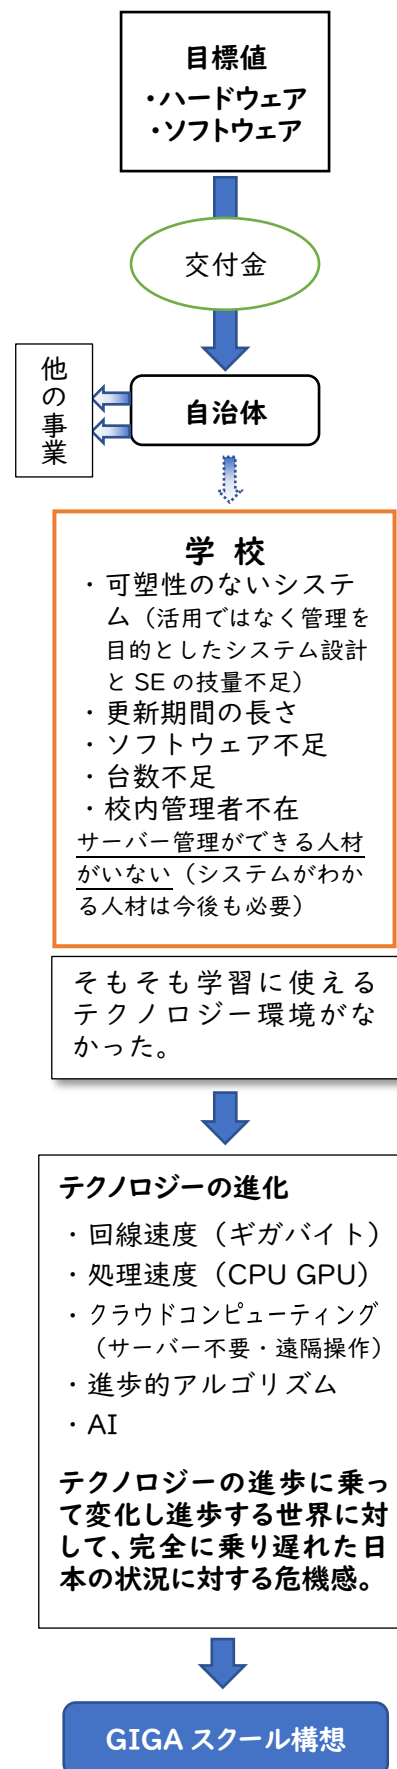 目標値
・ハードウェア
・ソフトウェア
交付金
他の事業
自治体
学 校
・可塑性のないシステ
ム（活用ではなく管理を
目的としたシステム設計
と SE の技量不足）
・更新期間の長さ
・ソフトウェア不足
・台数不足
・校内管理者不在
サーバー管理ができる人材
がいない（システムがわか
る人材は今後も必要）
そもそも学習に使える
テクノロジー環境がな
かった。
テクノロジーの進化
・回線速度（ギガバイト）
・処理速度（CPU GPU）
・クラウドコンピューティング
（サーバー不要・遠隔操作）
・進歩的アルゴリズム
・AI
テクノロジーの進歩に乗っ
て変化し進歩する世界に対
して、完全に乗り遅れた日
本の状況に対する危機感。
GIGA スクール構想